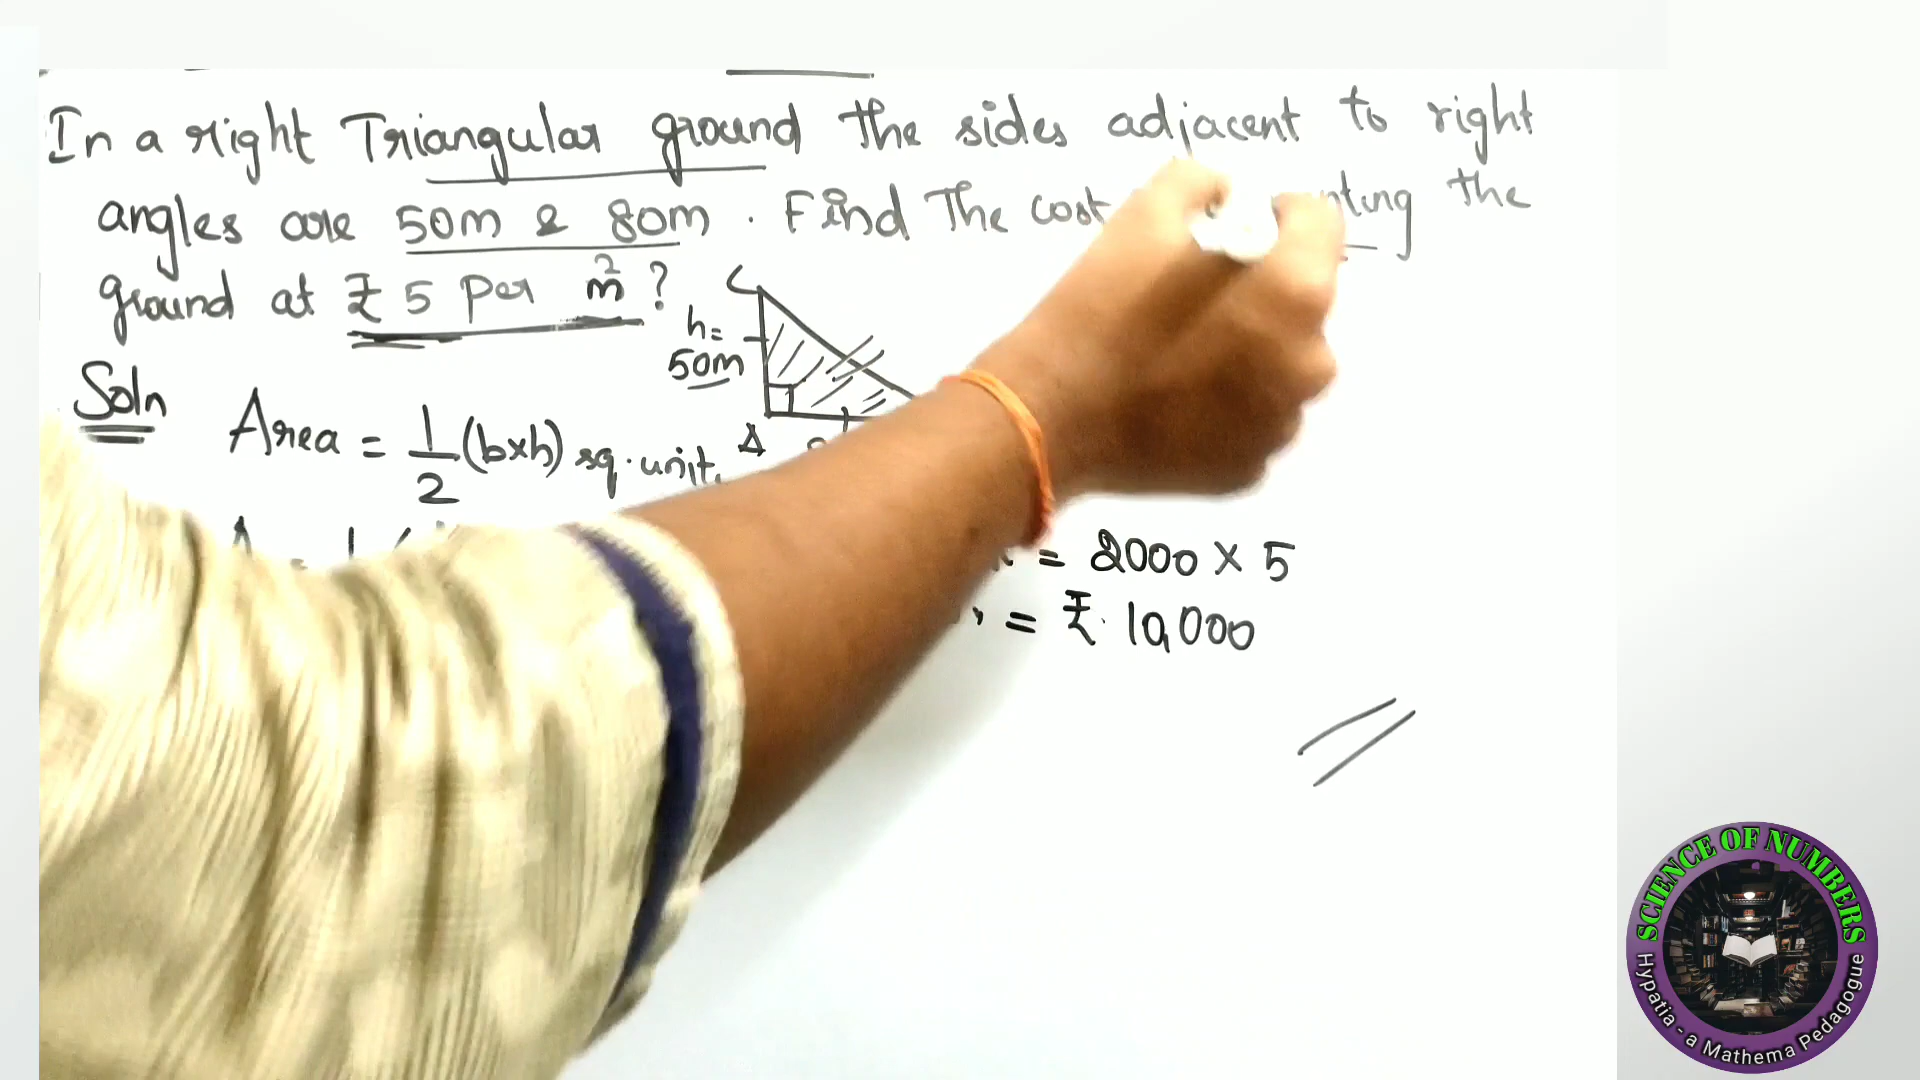 In a right Triangular ground the sides adjacent to right
angles are 50m & 80m . Find The cost the
ground at ₹ 5 per m² ?
C
h=
50m
Soln
Area = 1/2 (b×h) sq.unit.
A
= 2000 × 5
= ₹. 10,000
SCIENCE OF NUMBERS
Hypatia - a Mathema Pedagogue